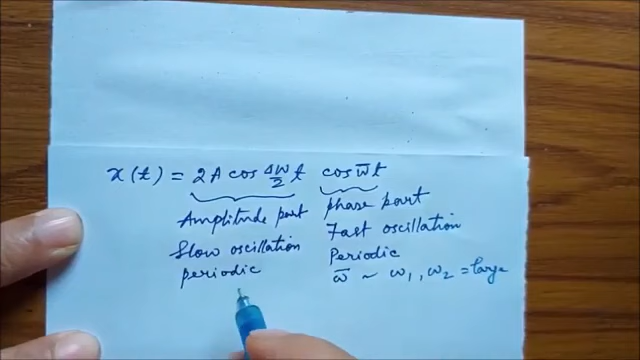 x(t) = 2A cos Δω/2 t cos ω̅t
Amplitude part phase part
Slow oscillation Fast oscillation
periodic Periodic
ω̅ ~ ω₁, ω₂ = large